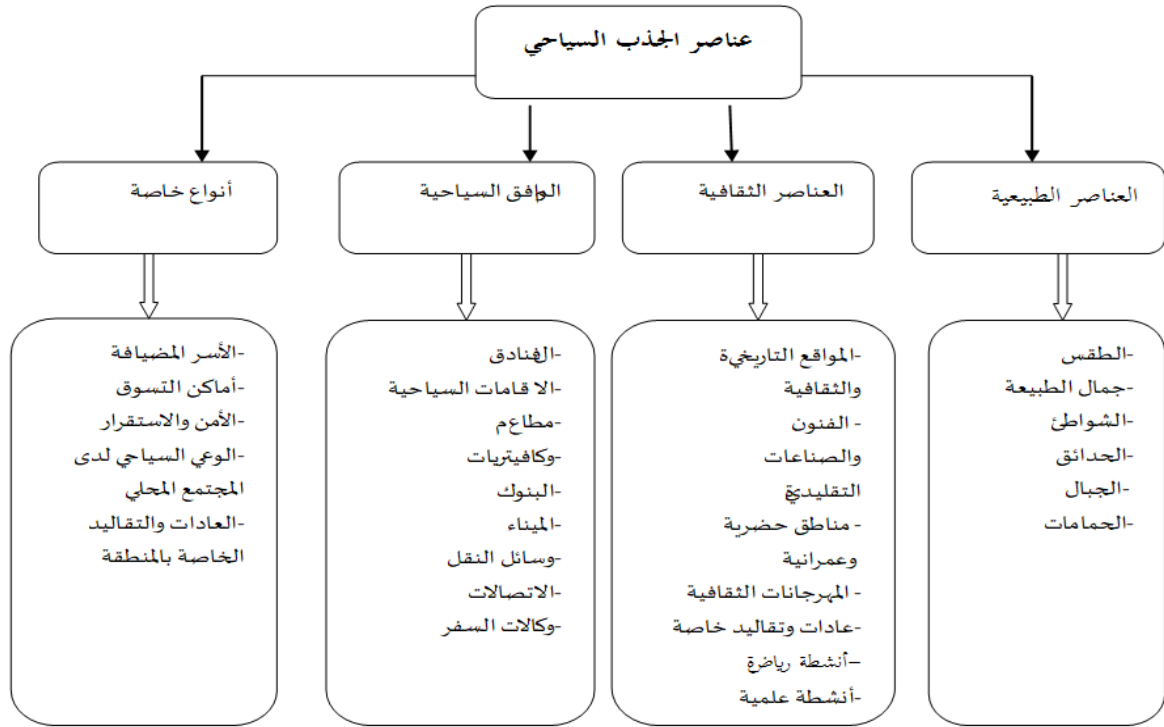 عناصر الجذب السياحي
العناصر الطبيعية
العناصر الثقافية
المرافق السياحية
أنواع خاصة
-الطقس
-جمال الطبيعة
-الشواطئ
-الحدائق
-الجبال
-الحمامات
-المواقع التاريخية
والثقافية
- الفنون
والصناعات
التقليدية
- مناطق حضرية
وعمرانية
- المهرجانات الثقافية
-عادات وتقاليد خاصة
–أنشطة رياضية
-أنشطة علمية
-الفنادق
-الاقامات السياحية
-مطاعم
وكافيتريات
-البنوك
-الميناء
-وسائل النقل
-الاتصالات
-وكالات السفر
-الأسر المضيافة
-أماكن التسوق
-الأمن والاستقرار
-الوعي السياحي لدى
المجتمع المحلي
-العادات والتقاليد
الخاصة بالمنطقة